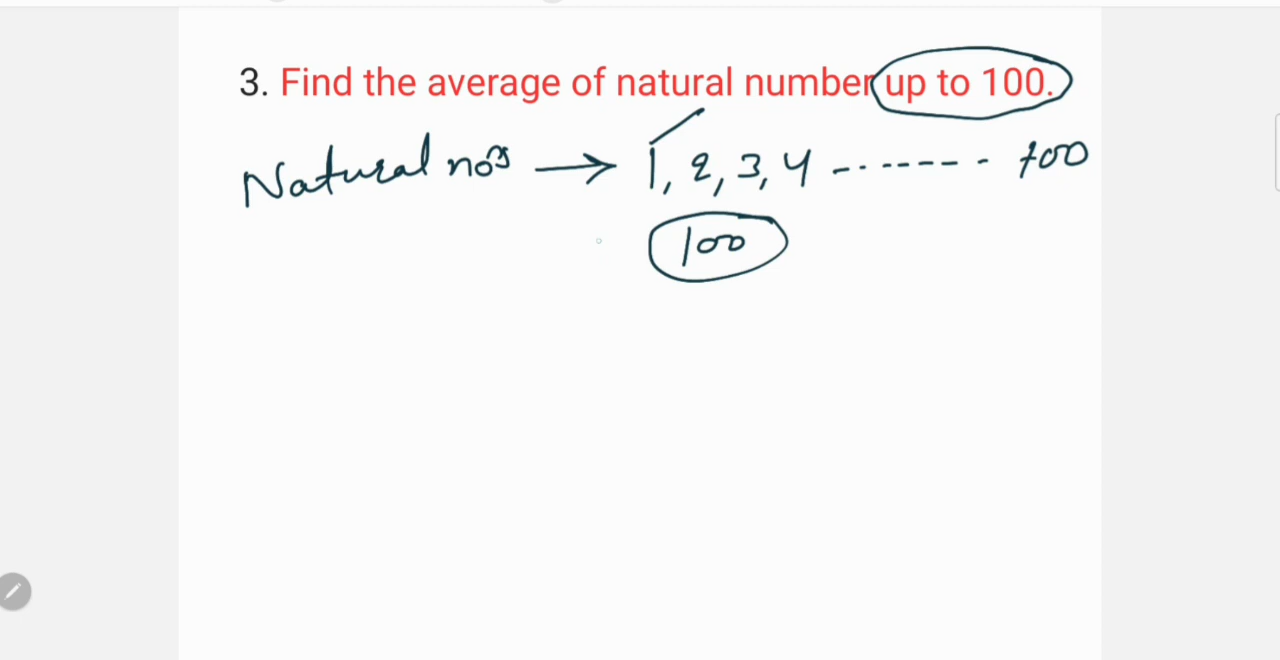 3. Find the average of natural number up to 100.
Natural nos → 1, 2, 3, 4 ------- 100
100